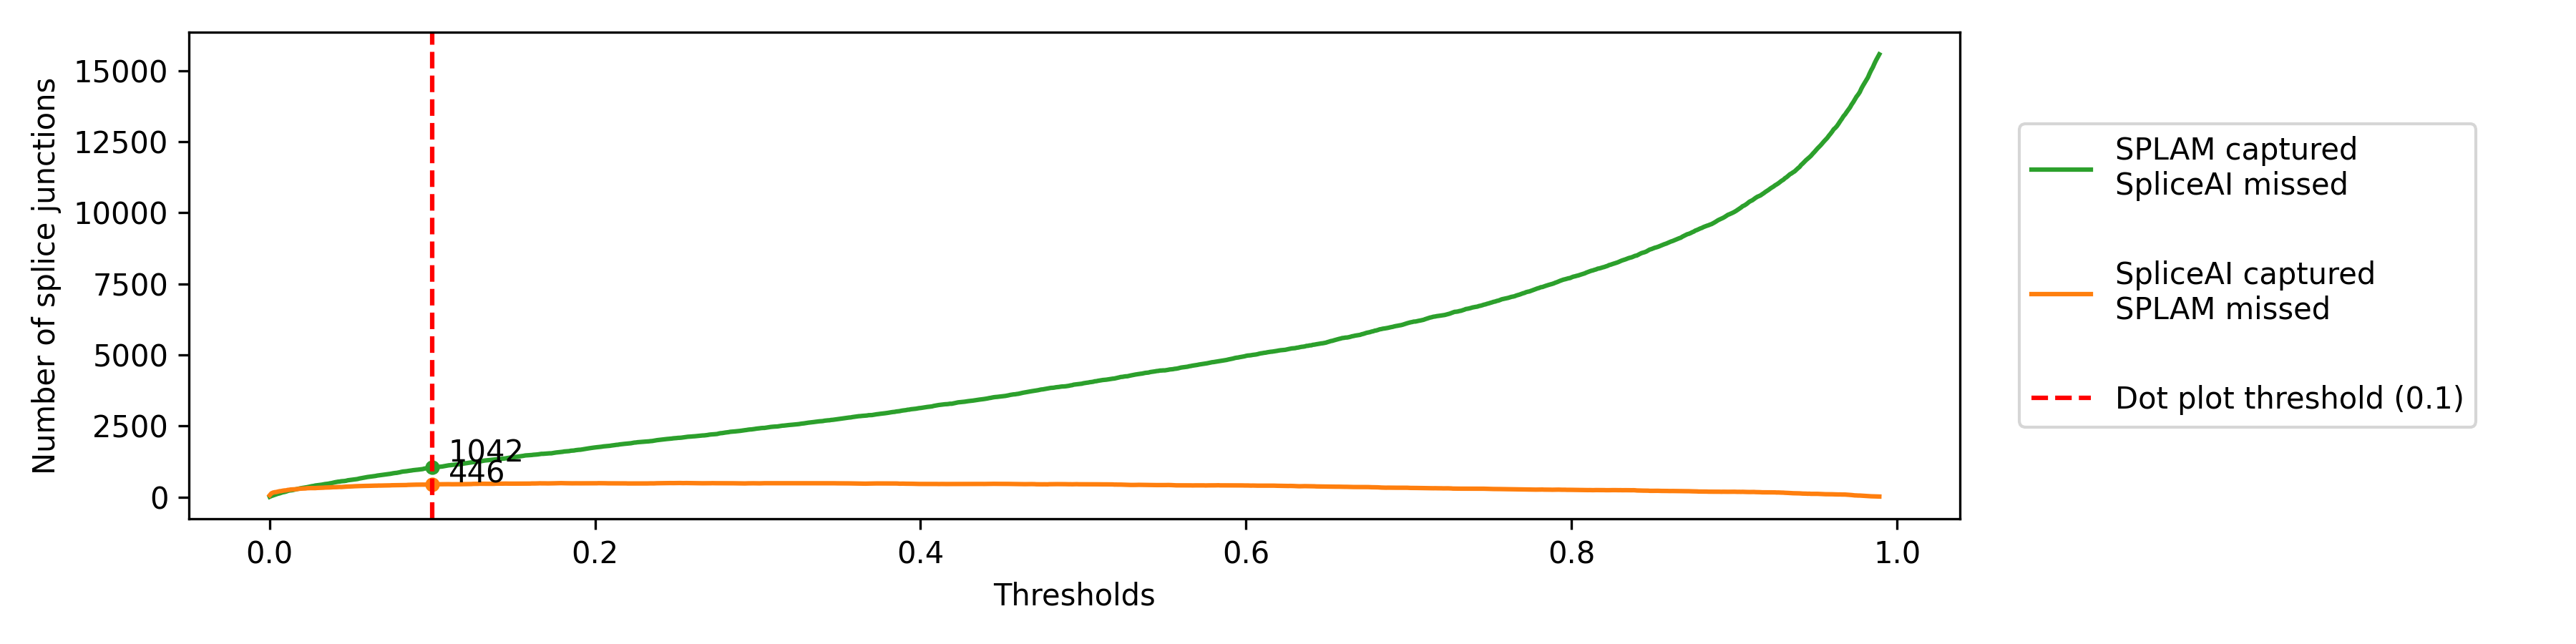 Number of splice junctions
15000
12500
10000
7500
5000
2500
0
1042
446
0.0
0.2
0.4
0.6
0.8
1.0
Thresholds
SPLAM captured
SpliceAI missed
SpliceAI captured
SPLAM missed
Dot plot threshold (0.1)